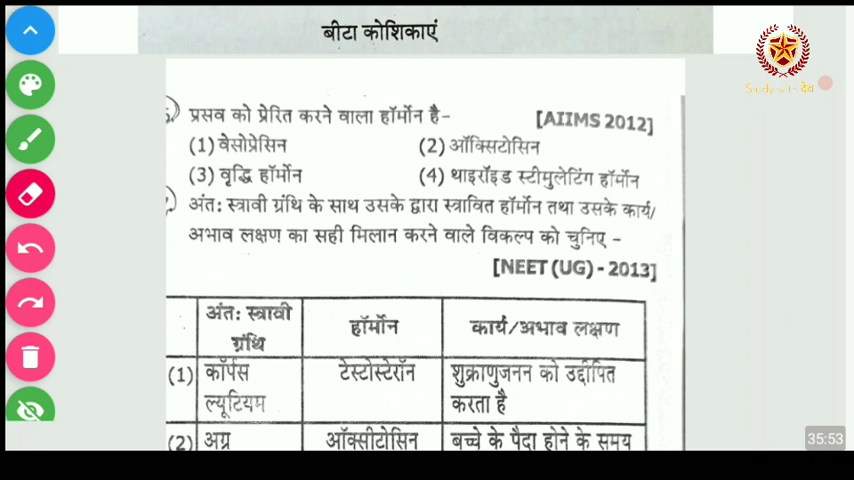 बीटा कोशिकाएं
Study with देव
प्रसव को प्रेरित करने वाला हॉर्मोन है-
[AIIMS 2012]
(1) वेसोप्रेसिन (2) ऑक्सिटोसिन
(3) वृद्धि हॉर्मोन (4) थाइरॉइड स्टीमुलेटिंग हॉर्मोन
अंत: स्त्रावी ग्रंथि के साथ उसके द्वारा स्त्रावित हॉर्मोन तथा उसके कार्य/
अभाव लक्षण का सही मिलान करने वाले विकल्प को चुनिए -
[NEET (UG) - 2013]
अंत: स्त्रावी
ग्रंथि
हॉर्मोन
कार्य/अभाव लक्षण
(1) कॉर्पस
ल्यूटियम
टेस्टोस्टेरॉन
शुक्राणुजनन को उद्दीपित
करता है
(2) अग्र
ऑक्सीटोसिन
बच्चे के पैदा होने के समय
35:53